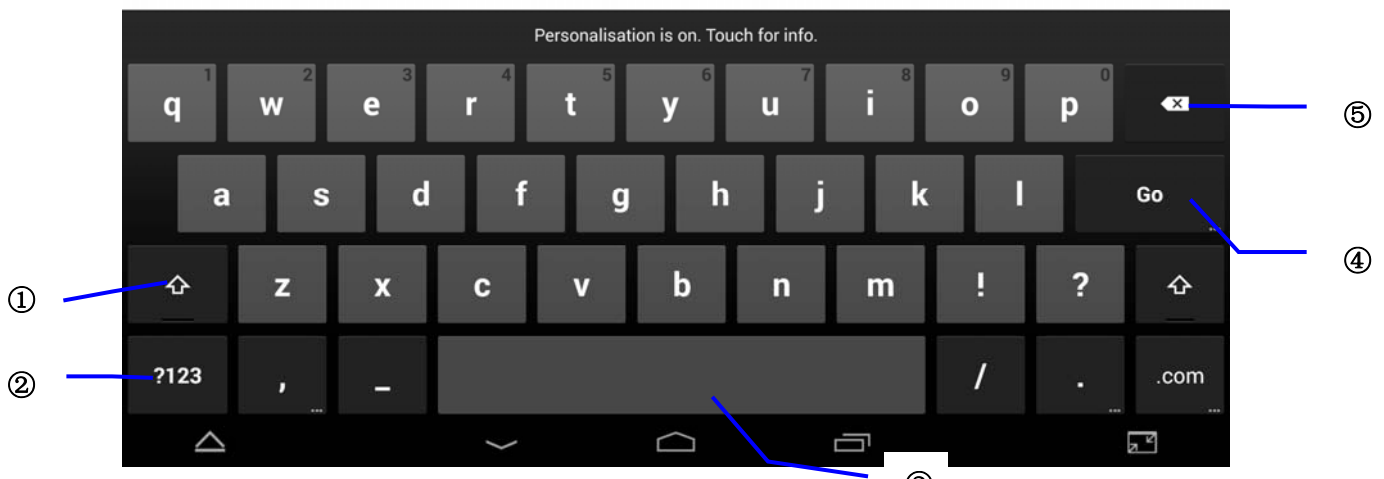 Personalisation is on. Touch for info.
1 2 3 4 5 6 7 8 9 0
q w e r t y u i o p ⑤
a s d f g h j k l Go ...
④
① z x c v b n m ! ?
② ?123 , ... _ / . ... .com ...